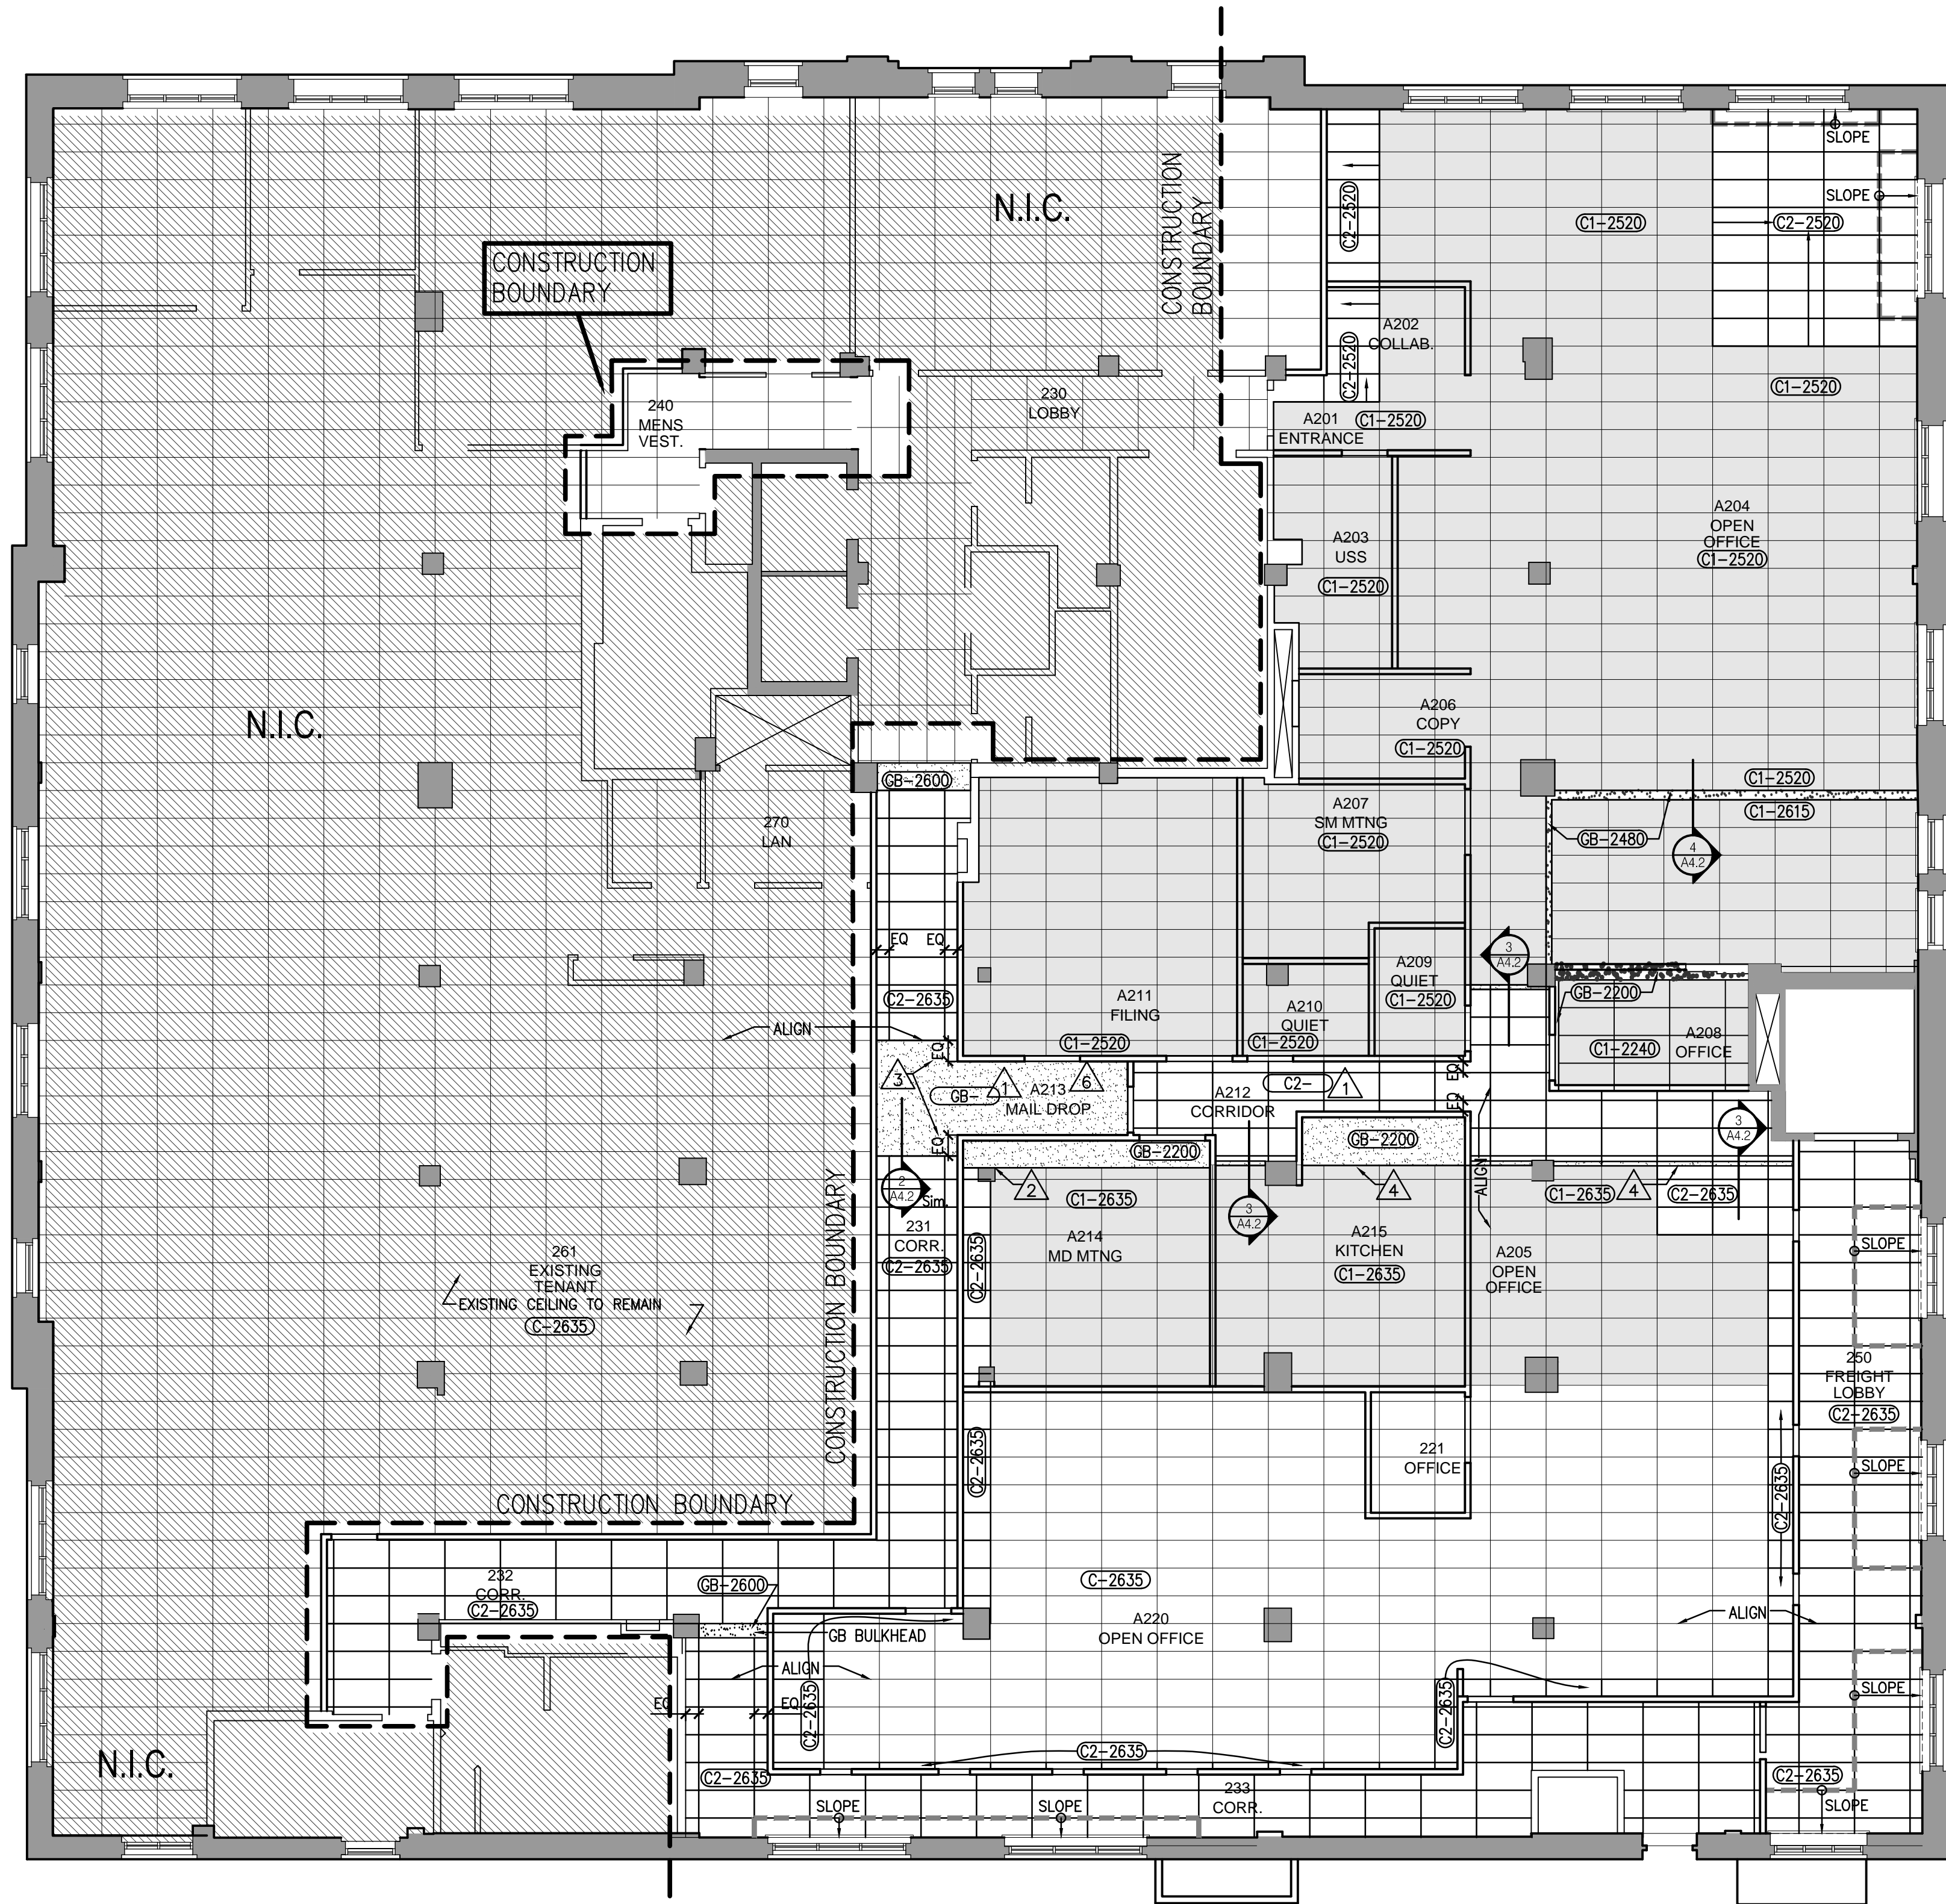 SLOPE
SLOPE
N.I.C.
CONSTRUCTION
BOUNDARY
C2-2520
C1-2520
C2-2520
CONSTRUCTION
BOUNDARY
A202
COLLAB.
C2-2520
C1-2520
240
MENS
VEST.
230
LOBBY
A201
ENTRANCE
C1-2520
A204
OPEN
OFFICE
C1-2520
A203
USS
C1-2520
N.I.C.
A206
COPY
C1-2520
GB-2600
C1-2520
C1-2615
270
LAN
A207
SM MTNG
C1-2520
GB-2480
4
A4.2
EQ
EQ
3
A4.2
A209
QUIET
C1-2520
C2-2635
A211
FILING
A210
QUIET
C1-2520
C1-2520
GB-2200
ALIGN
A208
OFFICE
C1-2240
EQ
3
GB-
1
A213
MAIL DROP
6
C2-
1
A212
CORRIDOR
EQ
EQ
EQ
GB-2200
GB-2200
3
A4.2
2
A4.2
Sim.
2
C1-2635
4
ALIGN
C1-2635
4
C2-2635
3
A4.2
CONSTRUCTION BOUNDARY
231
CORR.
C2-2635
C2-2635
A214
MD MTNG
A215
KITCHEN
C1-2635
A205
OPEN
OFFICE
SLOPE
261
EXISTING
TENANT
EXISTING CEILING TO REMAIN
C-2635
250
FREIGHT
LOBBY
C2-2635
C2-2635
221
OFFICE
SLOPE
C2-2635
CONSTRUCTION BOUNDARY
232
CORR.
C2-2635
GB-2600
C-2635
A220
OPEN OFFICE
GB BULKHEAD
ALIGN
ALIGN
EQ
EQ
C2-2635
C2-2635
SLOPE
N.I.C.
C2-2635
C2-2635
C2-2635
233
CORR.
SLOPE
SLOPE
SLOPE